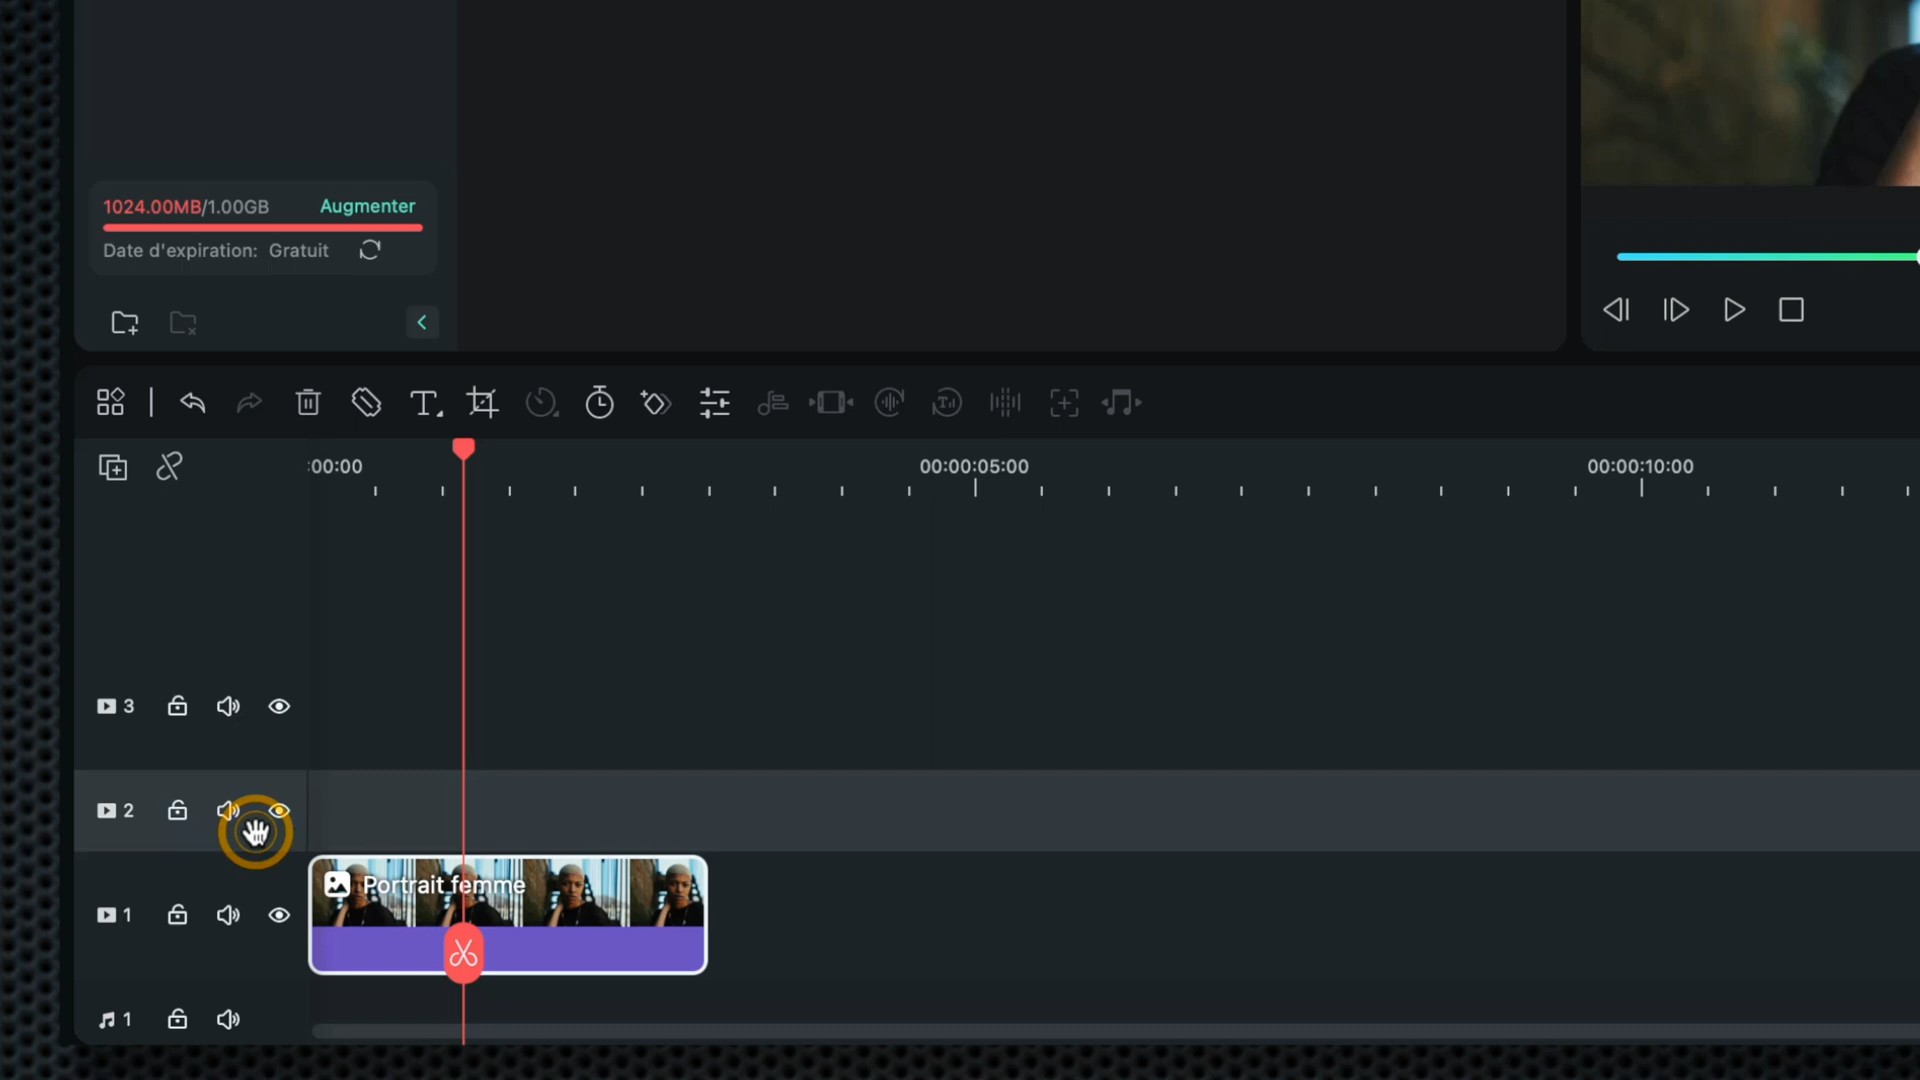 1024.00MB/1.00GB Augmenter
Date d'expiration: Gratuit
:00:00 00:00:05:00 00:00:10:00
3
2
Portrait femme
1
1